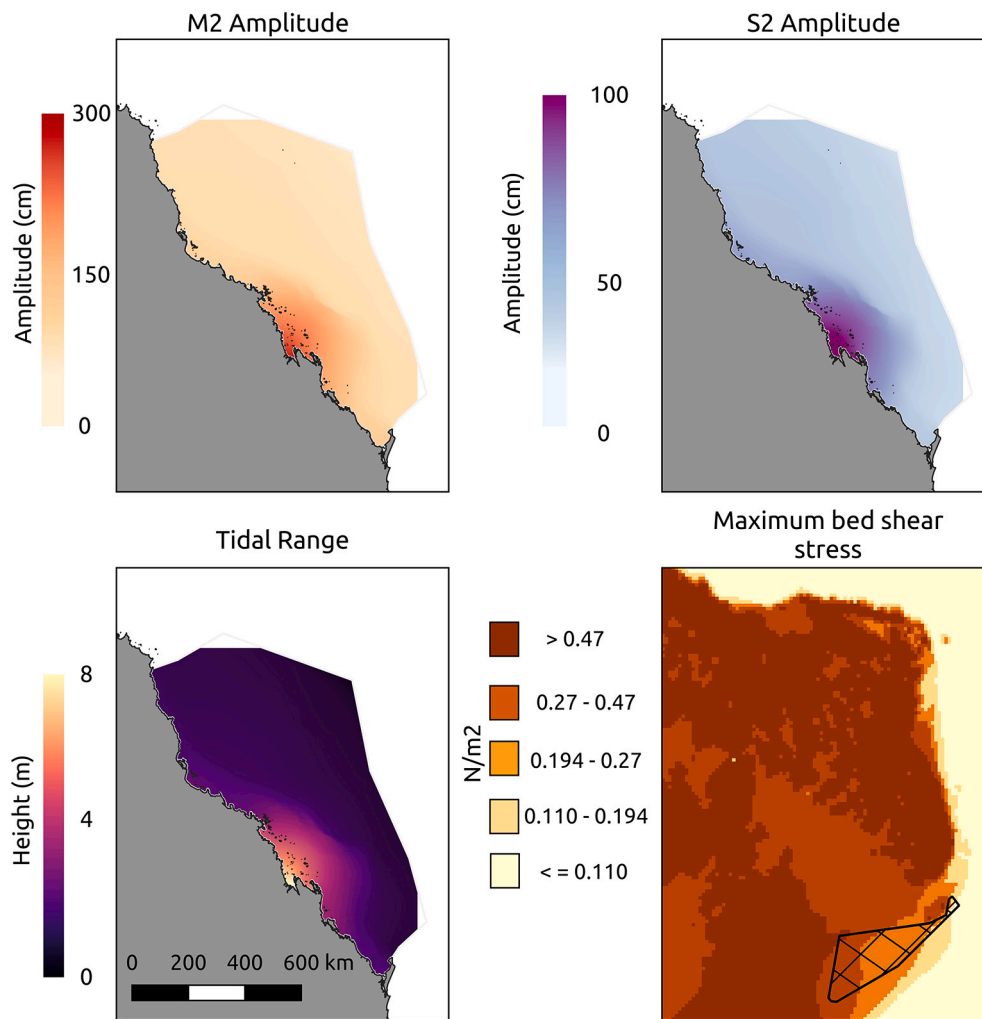 M2 Amplitude
S2 Amplitude
300
150
0
Amplitude (cm)
100
50
0
Amplitude (cm)
Tidal Range
Maximum bed shear
stress
8
4
0
Height (m)
0 200 400 600 km
N/m2
> 0.47
0.27 - 0.47
0.194 - 0.27
0.110 - 0.194
< = 0.110